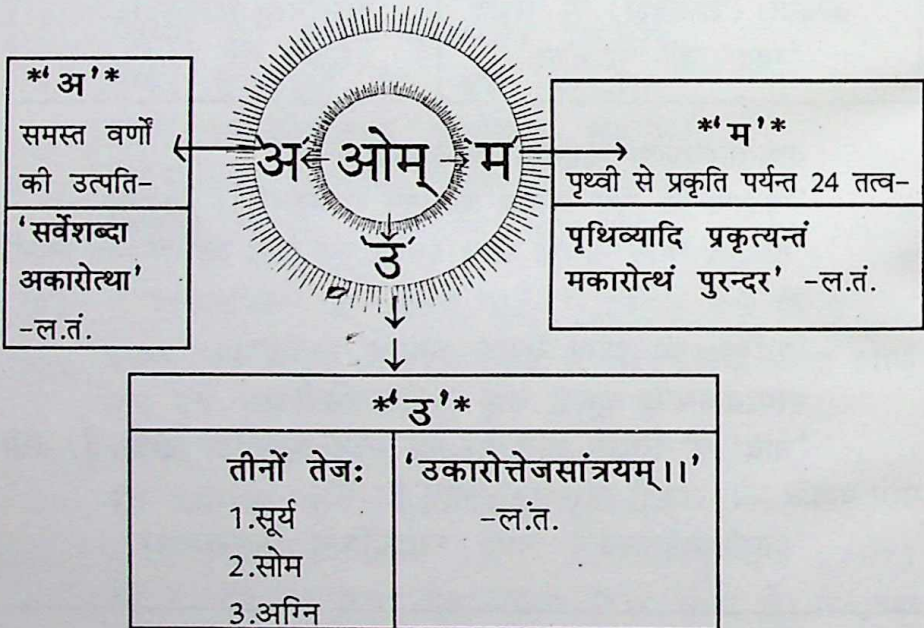 *'अ'*
समस्त वर्णों
की उत्पति-
'सर्वेशब्दा
अकारोत्था'
-ल.तं.
अ ओम् म
उ
*'म'*
पृथ्वी से प्रकृति पर्यन्त 24 तत्व-
पृथिव्यादि प्रकृत्यन्तं
मकारोत्थं पुरन्दर' -ल.तं.
*'उ'*
तीनों तेज:
1.सूर्य
2.सोम
3.अग्नि
'उकारोत्तेजसांत्रयम्।।'
-लं.त.